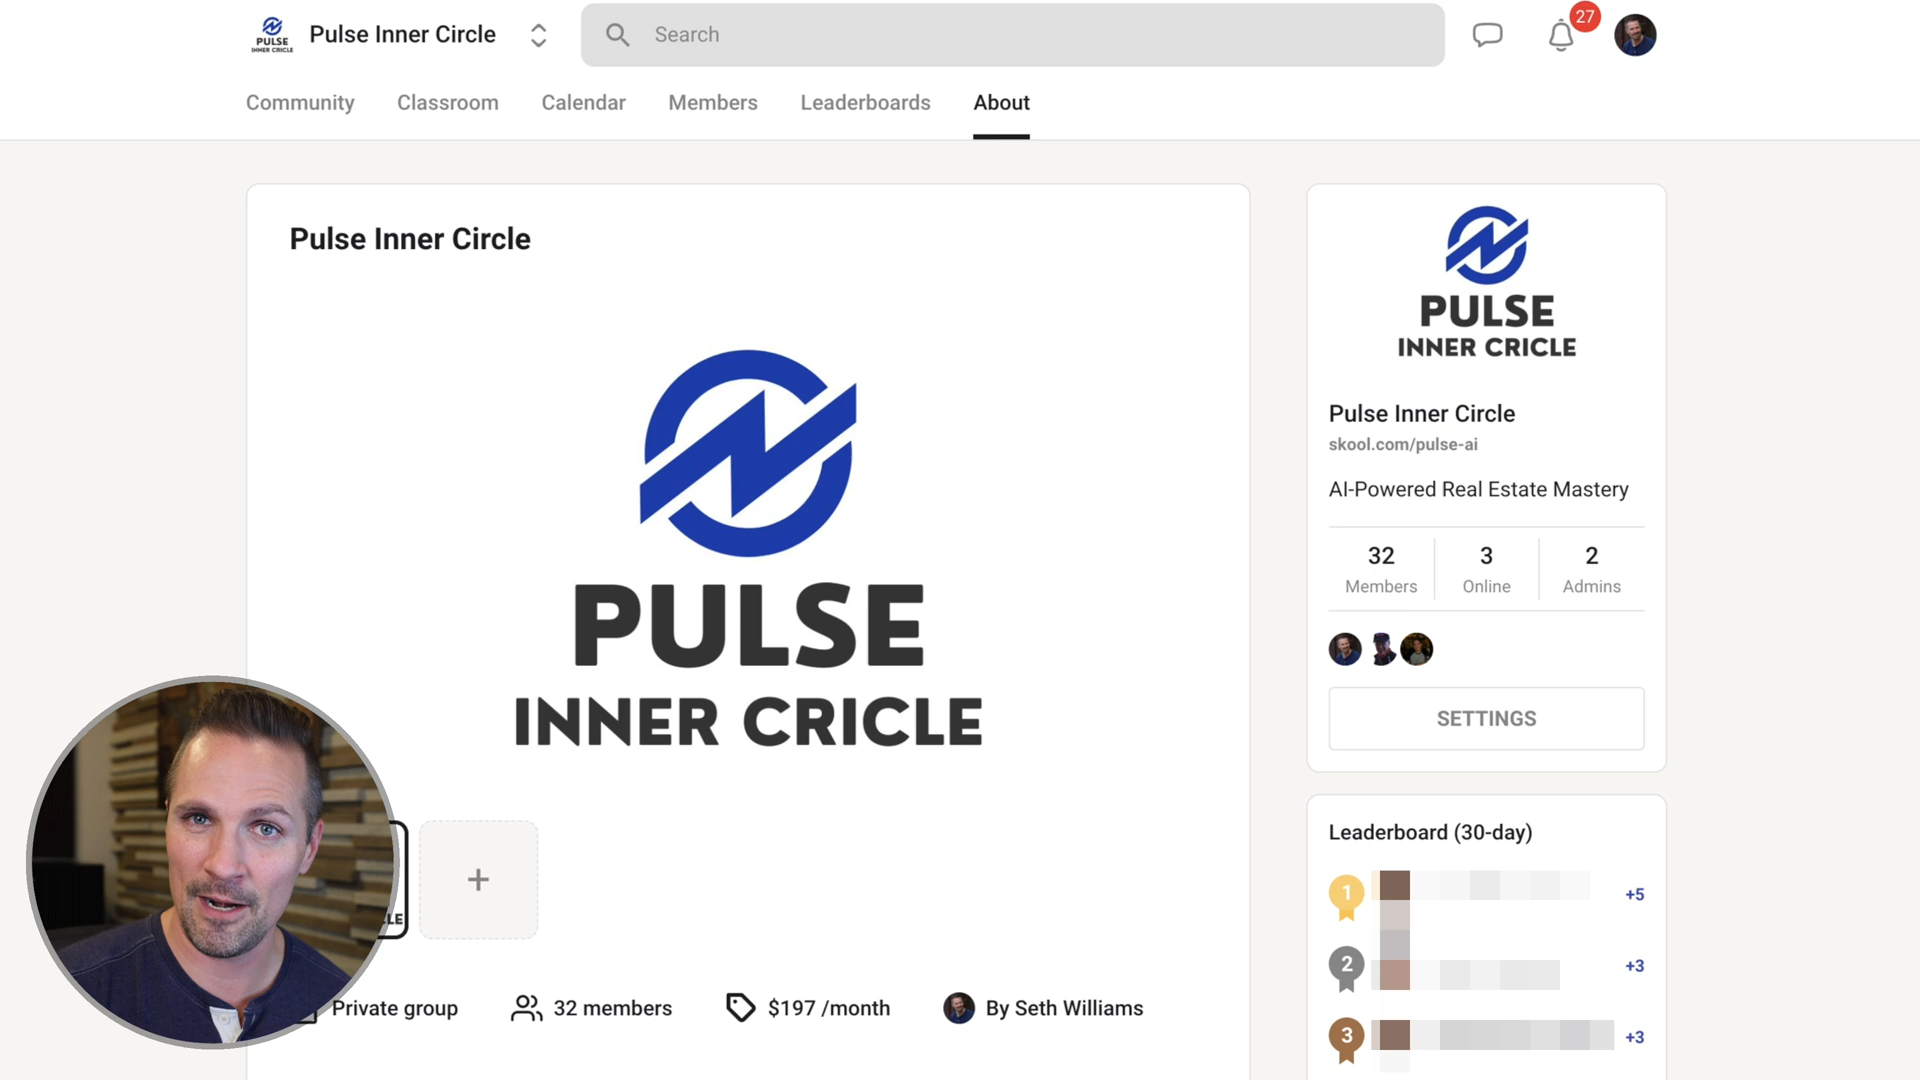 PULSE
INNER CRICLE
Pulse Inner Circle
Search
27
Community
Classroom
Calendar
Members
Leaderboards
About
Pulse Inner Circle
PULSE
INNER CRICLE
LE
+
Private group
32 members
$197 /month
By Seth Williams
PULSE
INNER CRICLE
Pulse Inner Circle
skool.com/pulse-ai
AI-Powered Real Estate Mastery
32
Members
3
Online
2
Admins
SETTINGS
Leaderboard (30-day)
1
+5
2
+3
3
+3